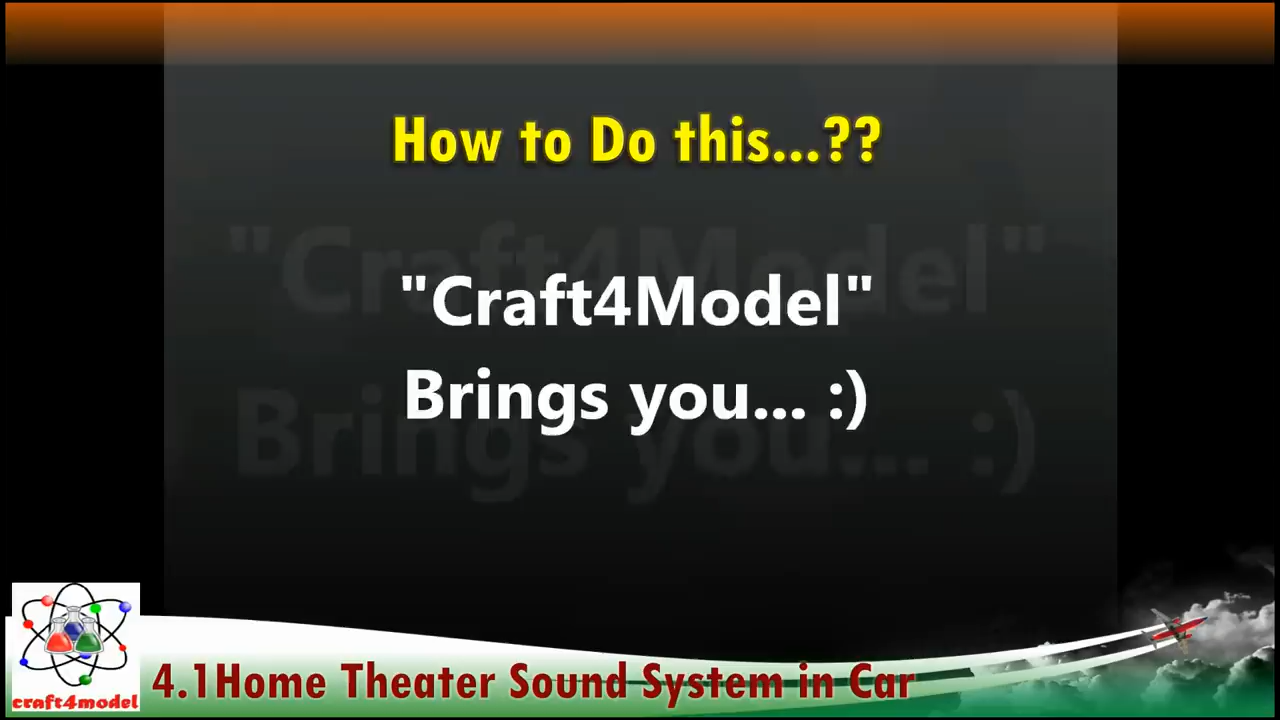 How to Do this...??
"Craft4Model"
Brings you... :)
craft4model
4.1Home Theater Sound System in Car